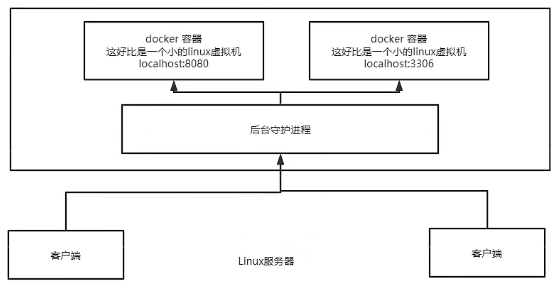 docker 容器
这好比是一个小的linux虚拟机
localhost:8080
docker 容器
这好比是一个小的linux虚拟机
localhost:3306
后台守护进程
客户端
客户端
Linux服务器